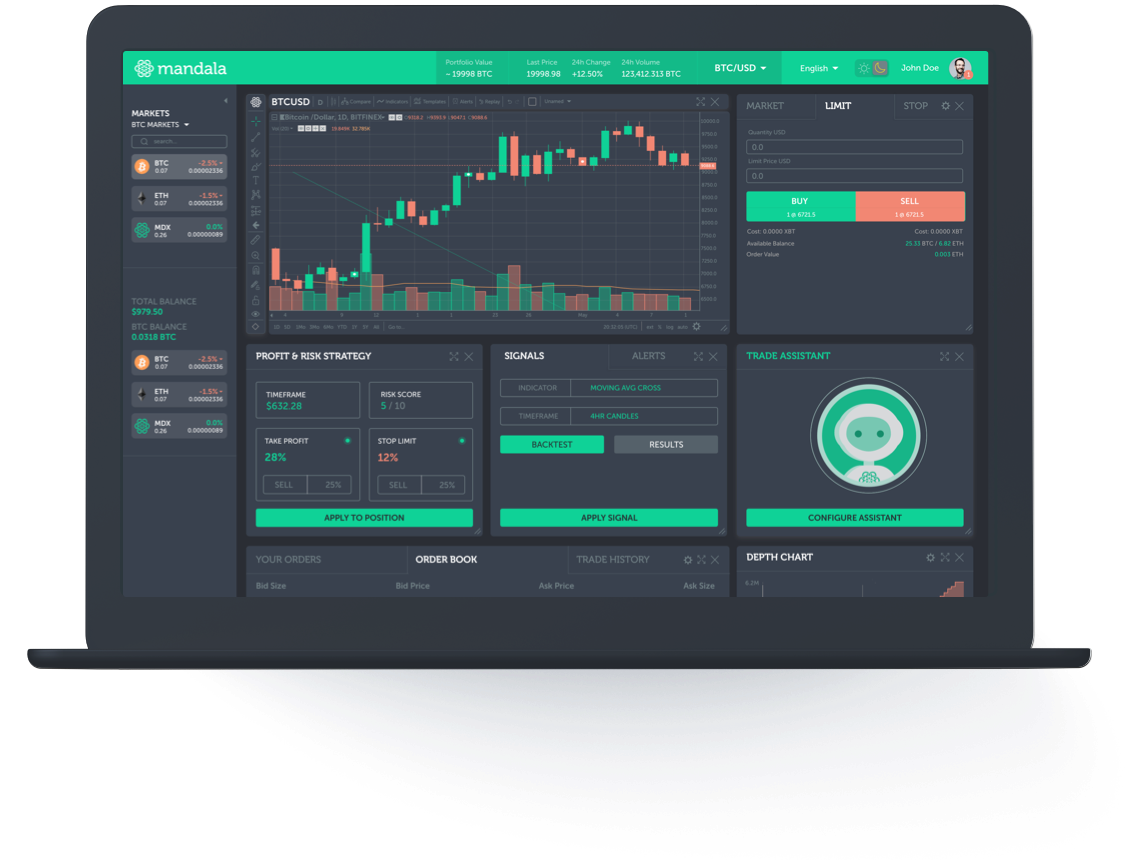 mandala
Portfolio Value
~ 19998 BTC
Last Price
19998.98
24h Change
+12.50%
24h Volume
123,412.313 BTC
BTC/USD
English
John Doe
1
MARKETS
BTC MARKETS
search..
BTC -2.5%
0.07 0.00002336
ETH -1.5%
0.07 0.00002336
MDX 0.0%
0.26 0.00000089
TOTAL BALANCE
$979.50
BTC BALANCE
0.0318 BTC
BTC -2.5%
0.07 0.00002336
ETH -1.5%
0.07 0.00002336
MDX 0.0%
0.26 0.00000089
BTCUSD D Compare Indicators Templates Alerts Replay Unnamed
Bitcoin /Dollar, 1D, BITFINEX
MARKET LIMIT STOP
Quantity USD
0.0
Limit Price USD
0.0
BUY
1 @ 6721.5
SELL
1 @ 6721.5
Cost: 0.0000 XBT Cost: 0.0000 XBT
Available Balance 25.33 BTC / 6.82 ETH
Order Value 0.003 ETH
PROFIT & RISK STRATEGY
TIMEFRAME
$632.28
RISK SCORE
5 / 10
TAKE PROFIT
28%
SELL 25%
STOP LIMIT
12%
SELL 25%
APPLY TO POSITION
SIGNALS ALERTS
INDICATOR MOVING AVG CROSS
TIMEFRAME 4HR CANDLES
BACKTEST RESULTS
APPLY SIGNAL
TRADE ASSISTANT
CONFIGURE ASSISTANT
YOUR ORDERS ORDER BOOK TRADE HISTORY
Bid Size Bid Price Ask Price Ask Size
DEPTH CHART
6.2M